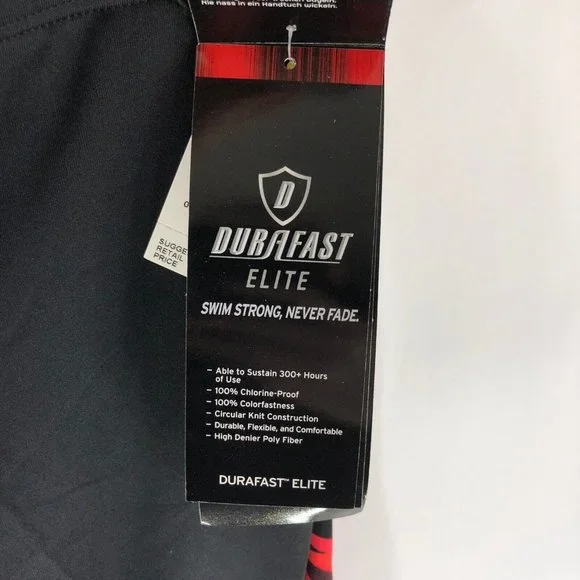 Nie nass in ein Handtuch wickeln.
0
SUGGE
RETAIL
PRICE
D
DURAFAST
ELITE
SWIM STRONG, NEVER FADE.
- Able to Sustain 300+ Hours
of Use
- 100% Chlorine-Proof
- 100% Colorfastness
- Circular Knit Construction
- Durable, Flexible, and Comfortable
- High Denier Poly Fiber
DURAFAST™ ELITE